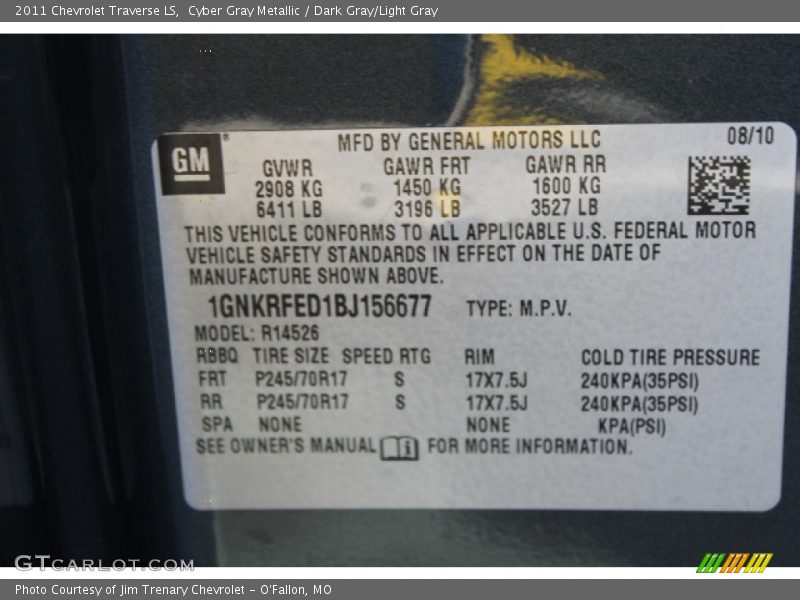 2011 Chevrolet Traverse LS,  Cyber Gray Metallic / Dark Gray/Light Gray
GM
MFD BY GENERAL MOTORS LLC 08/10
GVWR GAWR FRT GAWR RR
2908 KG 1450 KG 1600 KG
6411 LB 3196 LB 3527 LB
THIS VEHICLE CONFORMS TO ALL APPLICABLE U.S. FEDERAL MOTOR
VEHICLE SAFETY STANDARDS IN EFFECT ON THE DATE OF
MANUFACTURE SHOWN ABOVE.
1GNKRFED1BJ156677 TYPE: M.P.V.
MODEL: R14526
RBBQ TIRE SIZE SPEED RTG RIM COLD TIRE PRESSURE
FRT P245/70R17 S 17X7.5J 240KPA(35PSI)
RR P245/70R17 S 17X7.5J 240KPA(35PSI)
SPA NONE NONE KPA(PSI)
SEE OWNER'S MANUAL FOR MORE INFORMATION.
GTCARLOT.COM
Photo Courtesy of Jim Trenary Chevrolet - O'Fallon, MO